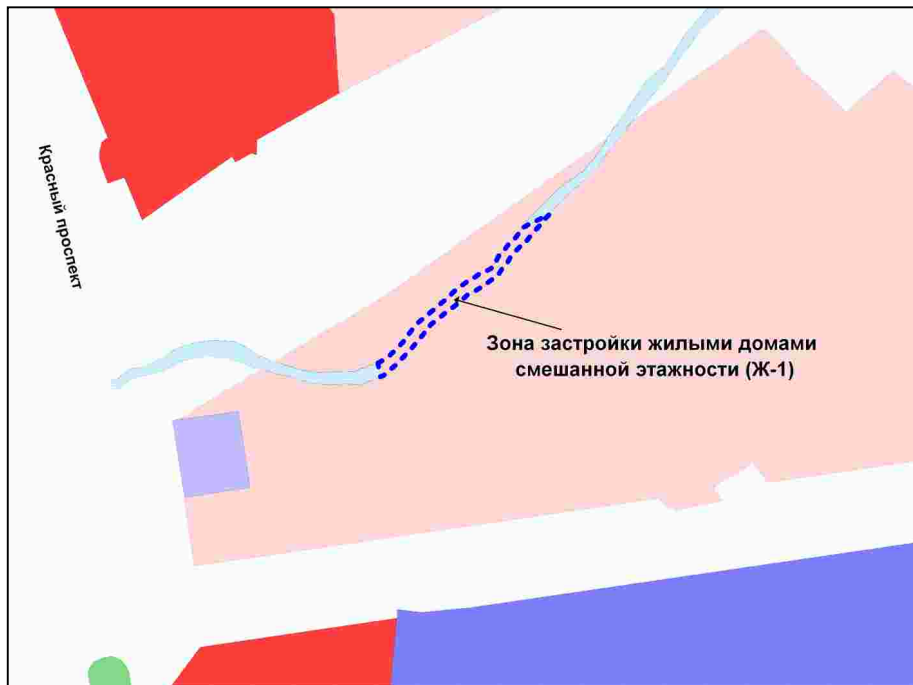 Красный проспект
Зона застройки жилыми домами
смешанной этажности (Ж-1)